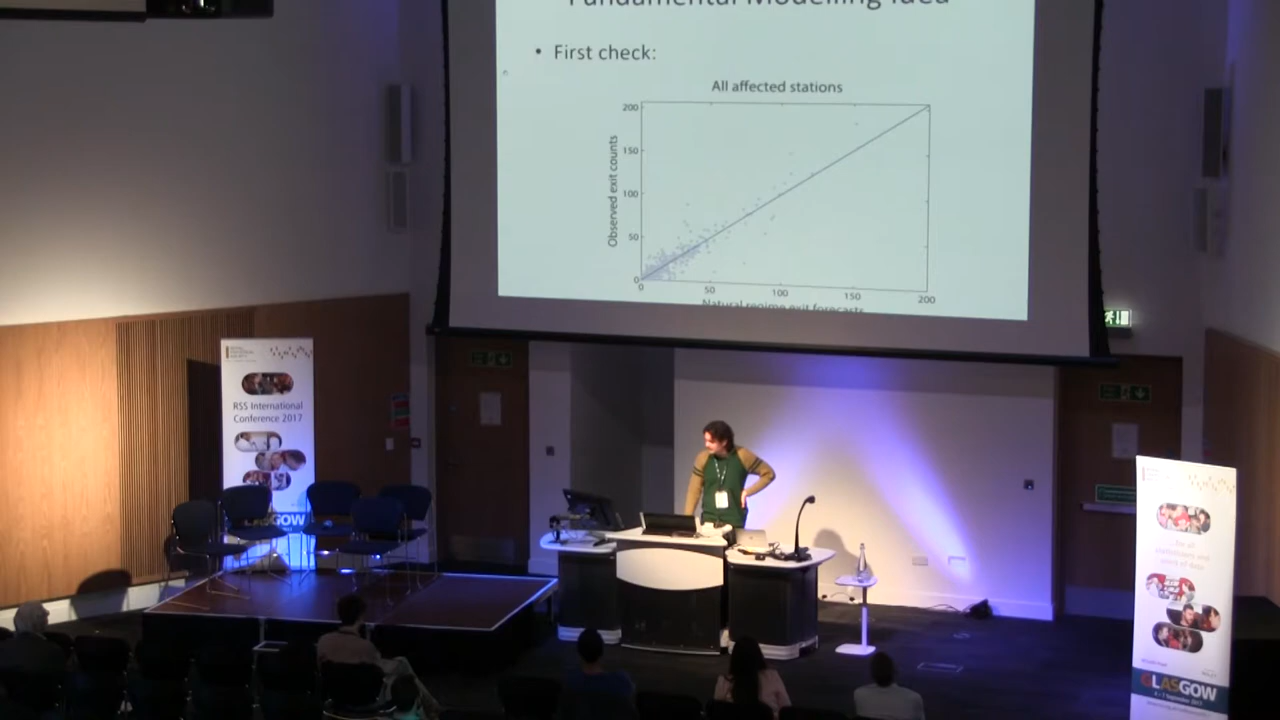 Fundamental Modelling Idea
• First check:
All affected stations
Observed exit counts
200
150
100
50
0
0
50
100
150
200
Natural regime exit forecasts
RSS International
Conference 2017
GLASGOW
GLASGOW